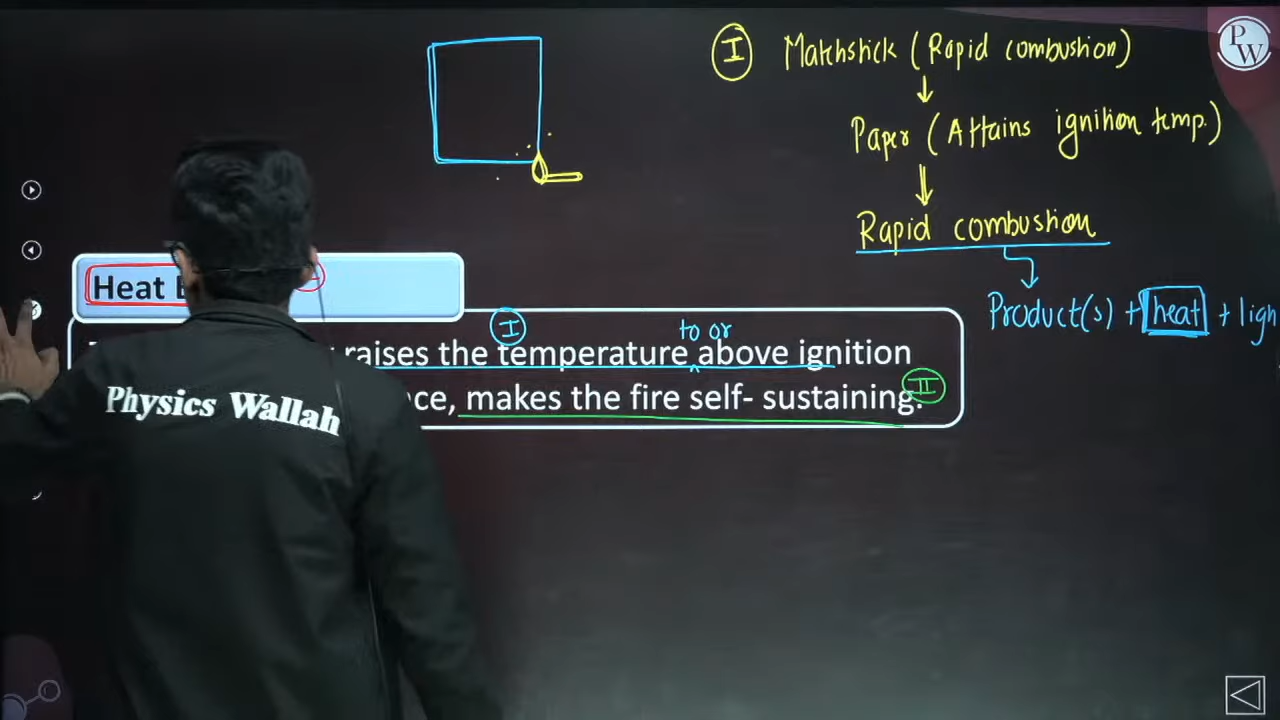 PW
I Matchstick (Rapid combustion)
Paper (Attains ignition temp.)
Rapid combustion
Product(s) + heat + ligh
Heat
I
to or
raises the temperature above ignition
makes the fire self- sustaining.
II
Physics Wallah